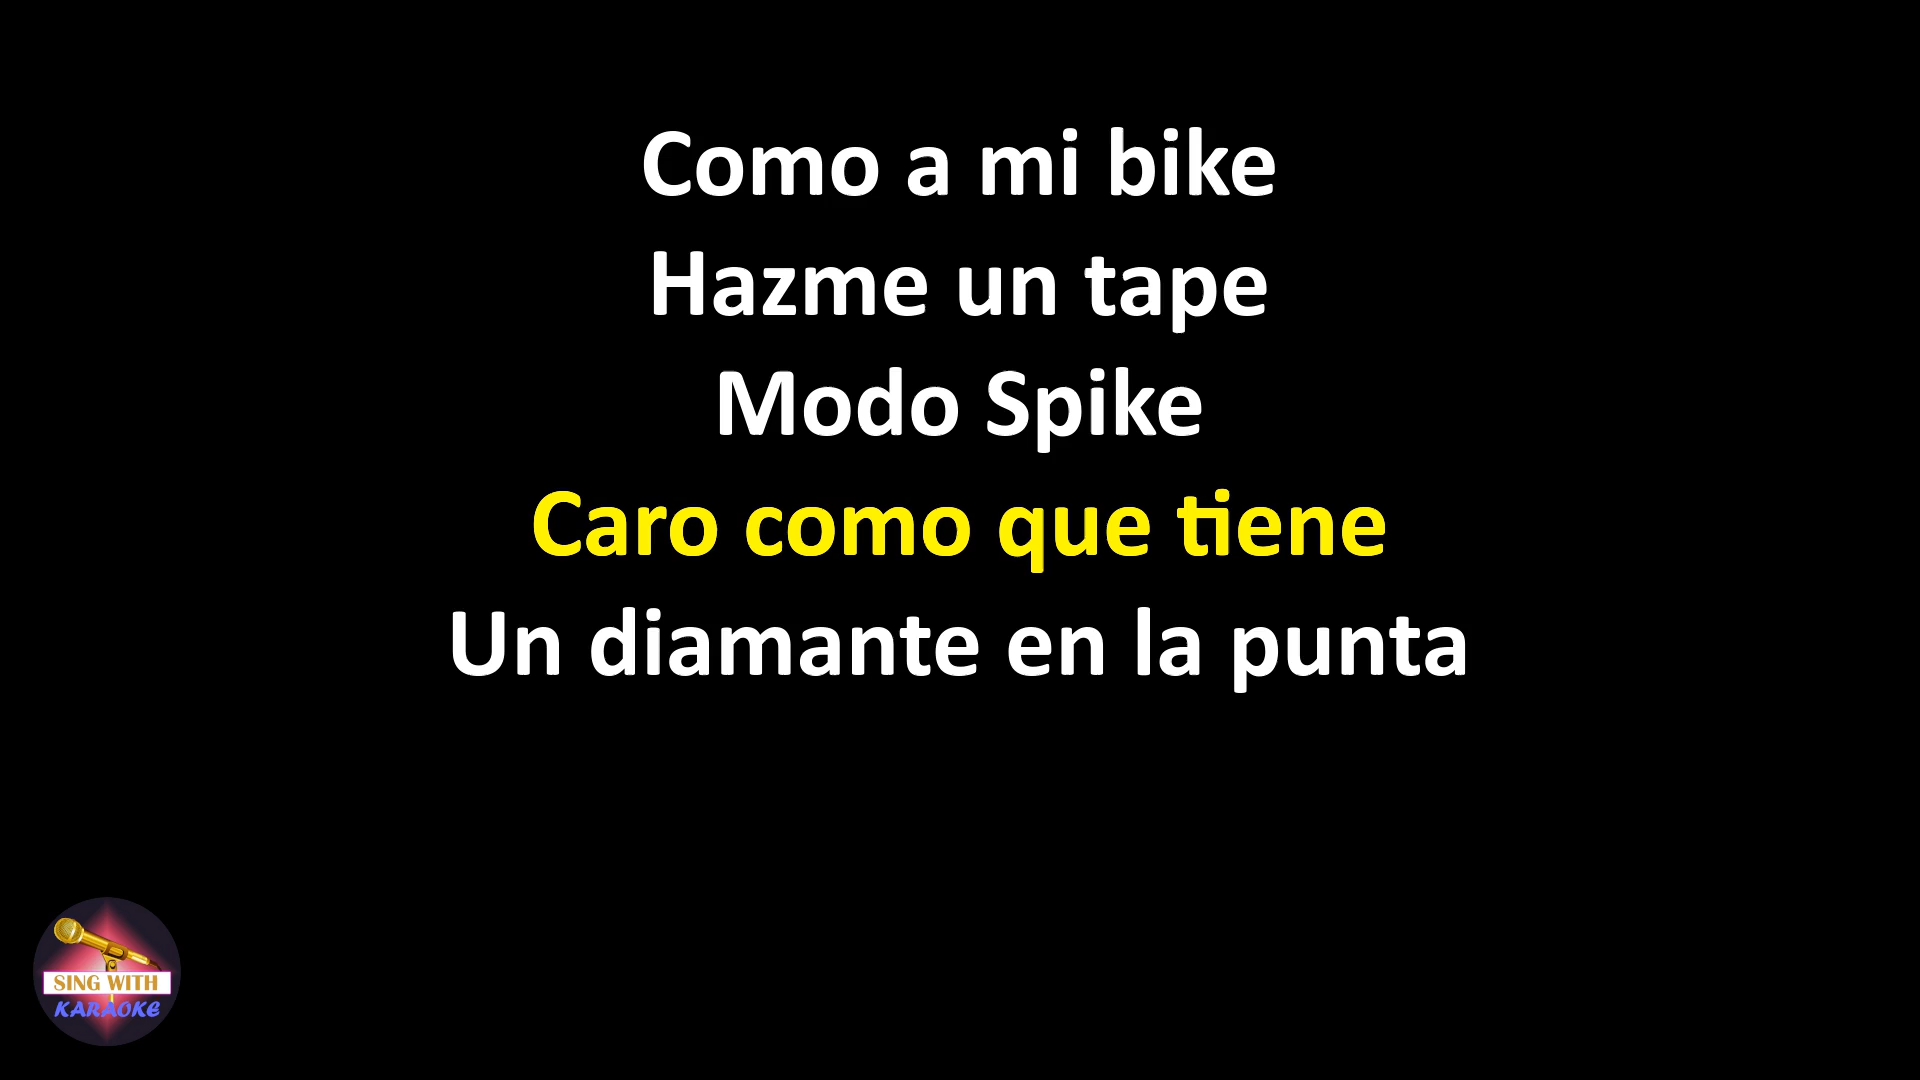 Como a mi bike
Hazme un tape
Modo Spike
Caro como que tiene
Un diamante en la punta
SING WITH
KARAOKE